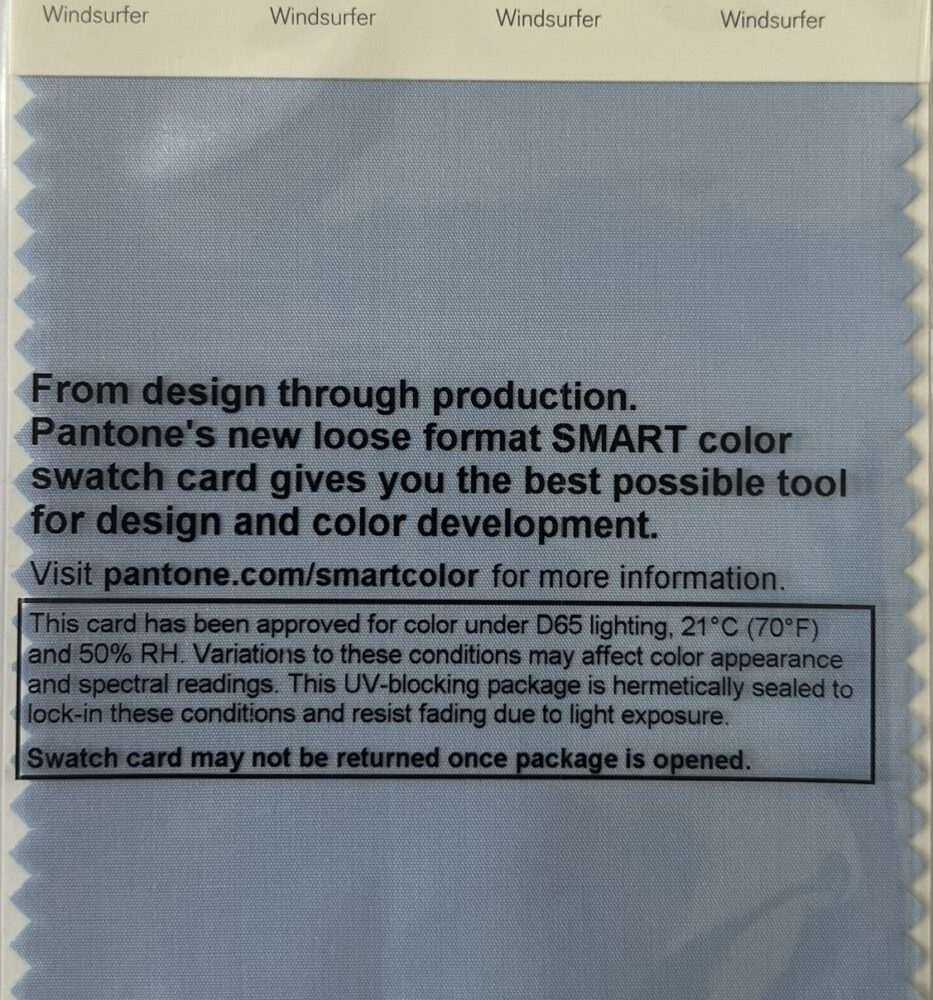 Windsurfer Windsurfer Windsurfer Windsurfer
From design through production.
Pantone's new loose format SMART color
swatch card gives you the best possible tool
for design and color development.
Visit pantone.com/smartcolor for more information.
This card has been approved for color under D65 lighting, 21°C (70°F)
and 50% RH. Variations to these conditions may affect color appearance
and spectral readings. This UV-blocking package is hermetically sealed to
lock-in these conditions and resist fading due to light exposure.
Swatch card may not be returned once package is opened.